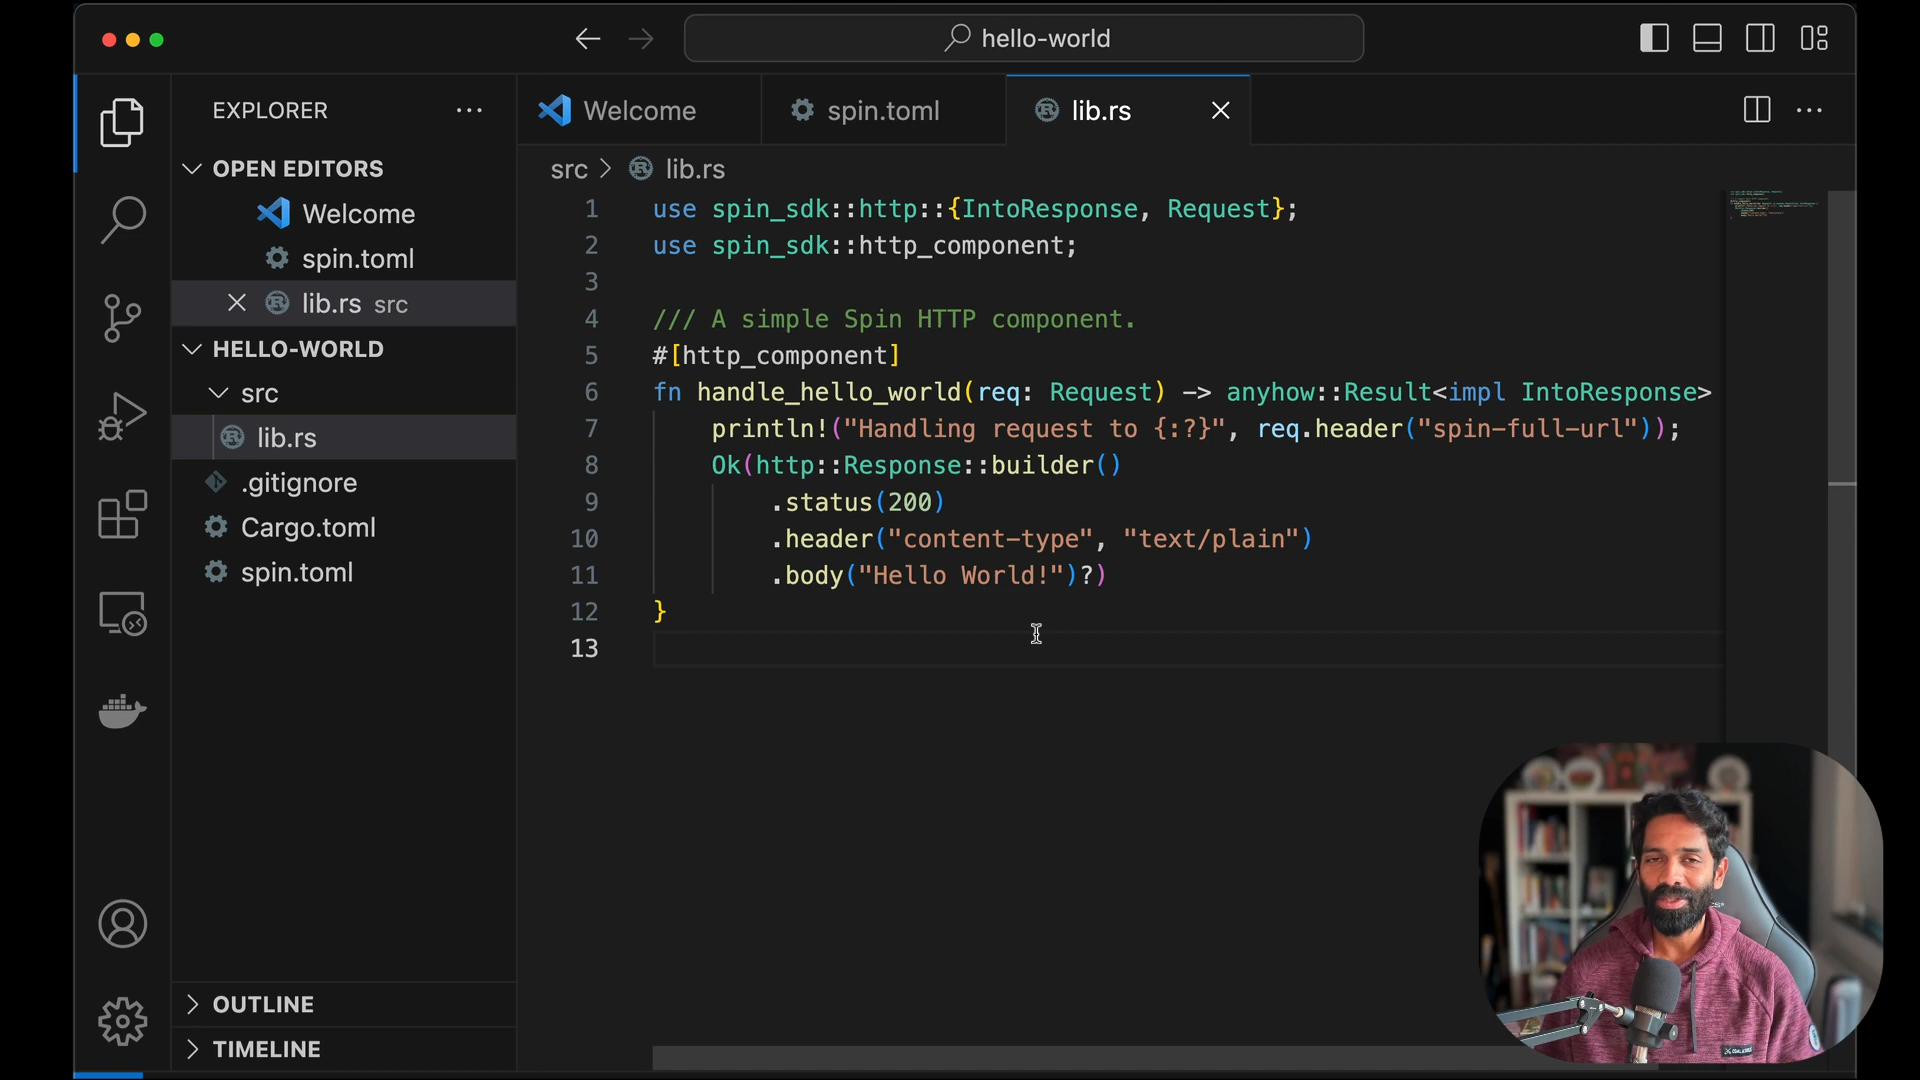 hello-world
EXPLORER
Welcome
spin.toml
lib.rs
OPEN EDITORS
Welcome
spin.toml
lib.rs src
HELLO-WORLD
src
lib.rs
.gitignore
Cargo.toml
spin.toml
OUTLINE
TIMELINE
src > lib.rs
1 use spin_sdk::http::{IntoResponse, Request};
2 use spin_sdk::http_component;
3
4 /// A simple Spin HTTP component.
5 #[http_component]
6 fn handle_hello_world(req: Request) -> anyhow::Result<impl IntoResponse>
7 println!("Handling request to {:?}", req.header("spin-full-url"));
8 Ok(http::Response::builder()
9 .status(200)
10 .header("content-type", "text/plain")
11 .body("Hello World!")?)
12 }
13